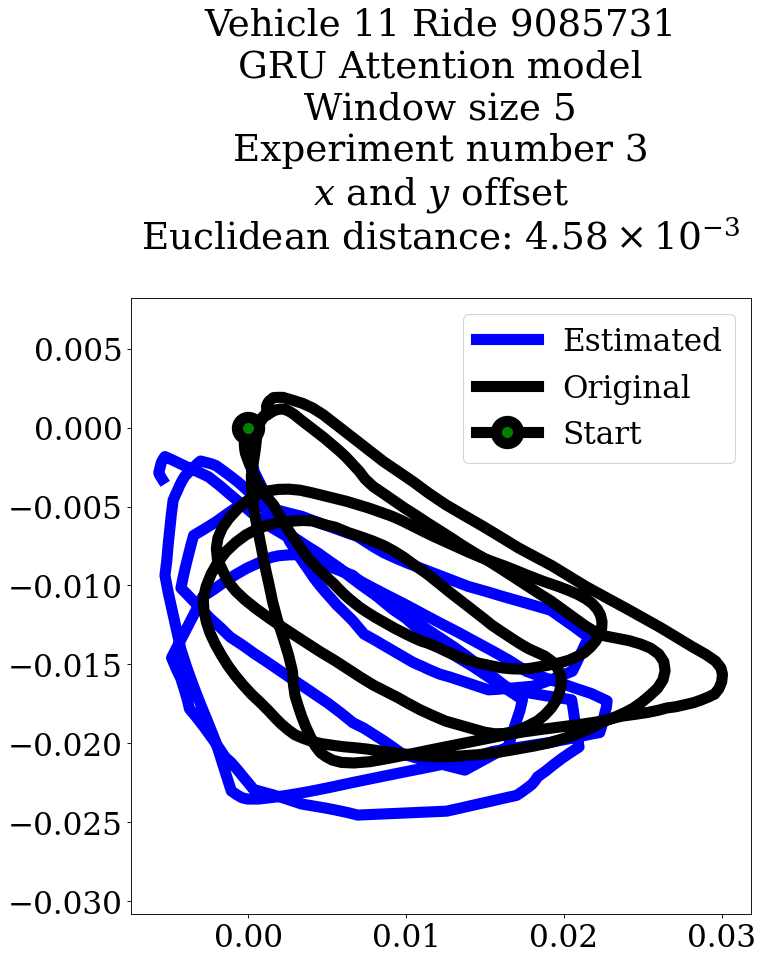 Vehicle 11 Ride 9085731
GRU Attention model
Window size 5
Experiment number 3
x and y offset
Euclidean distance: 4.58 × 10⁻³
Estimated
Original
Start
0.005
0.000
−0.005
−0.010
−0.015
−0.020
−0.025
−0.030
0.00 0.01 0.02 0.03